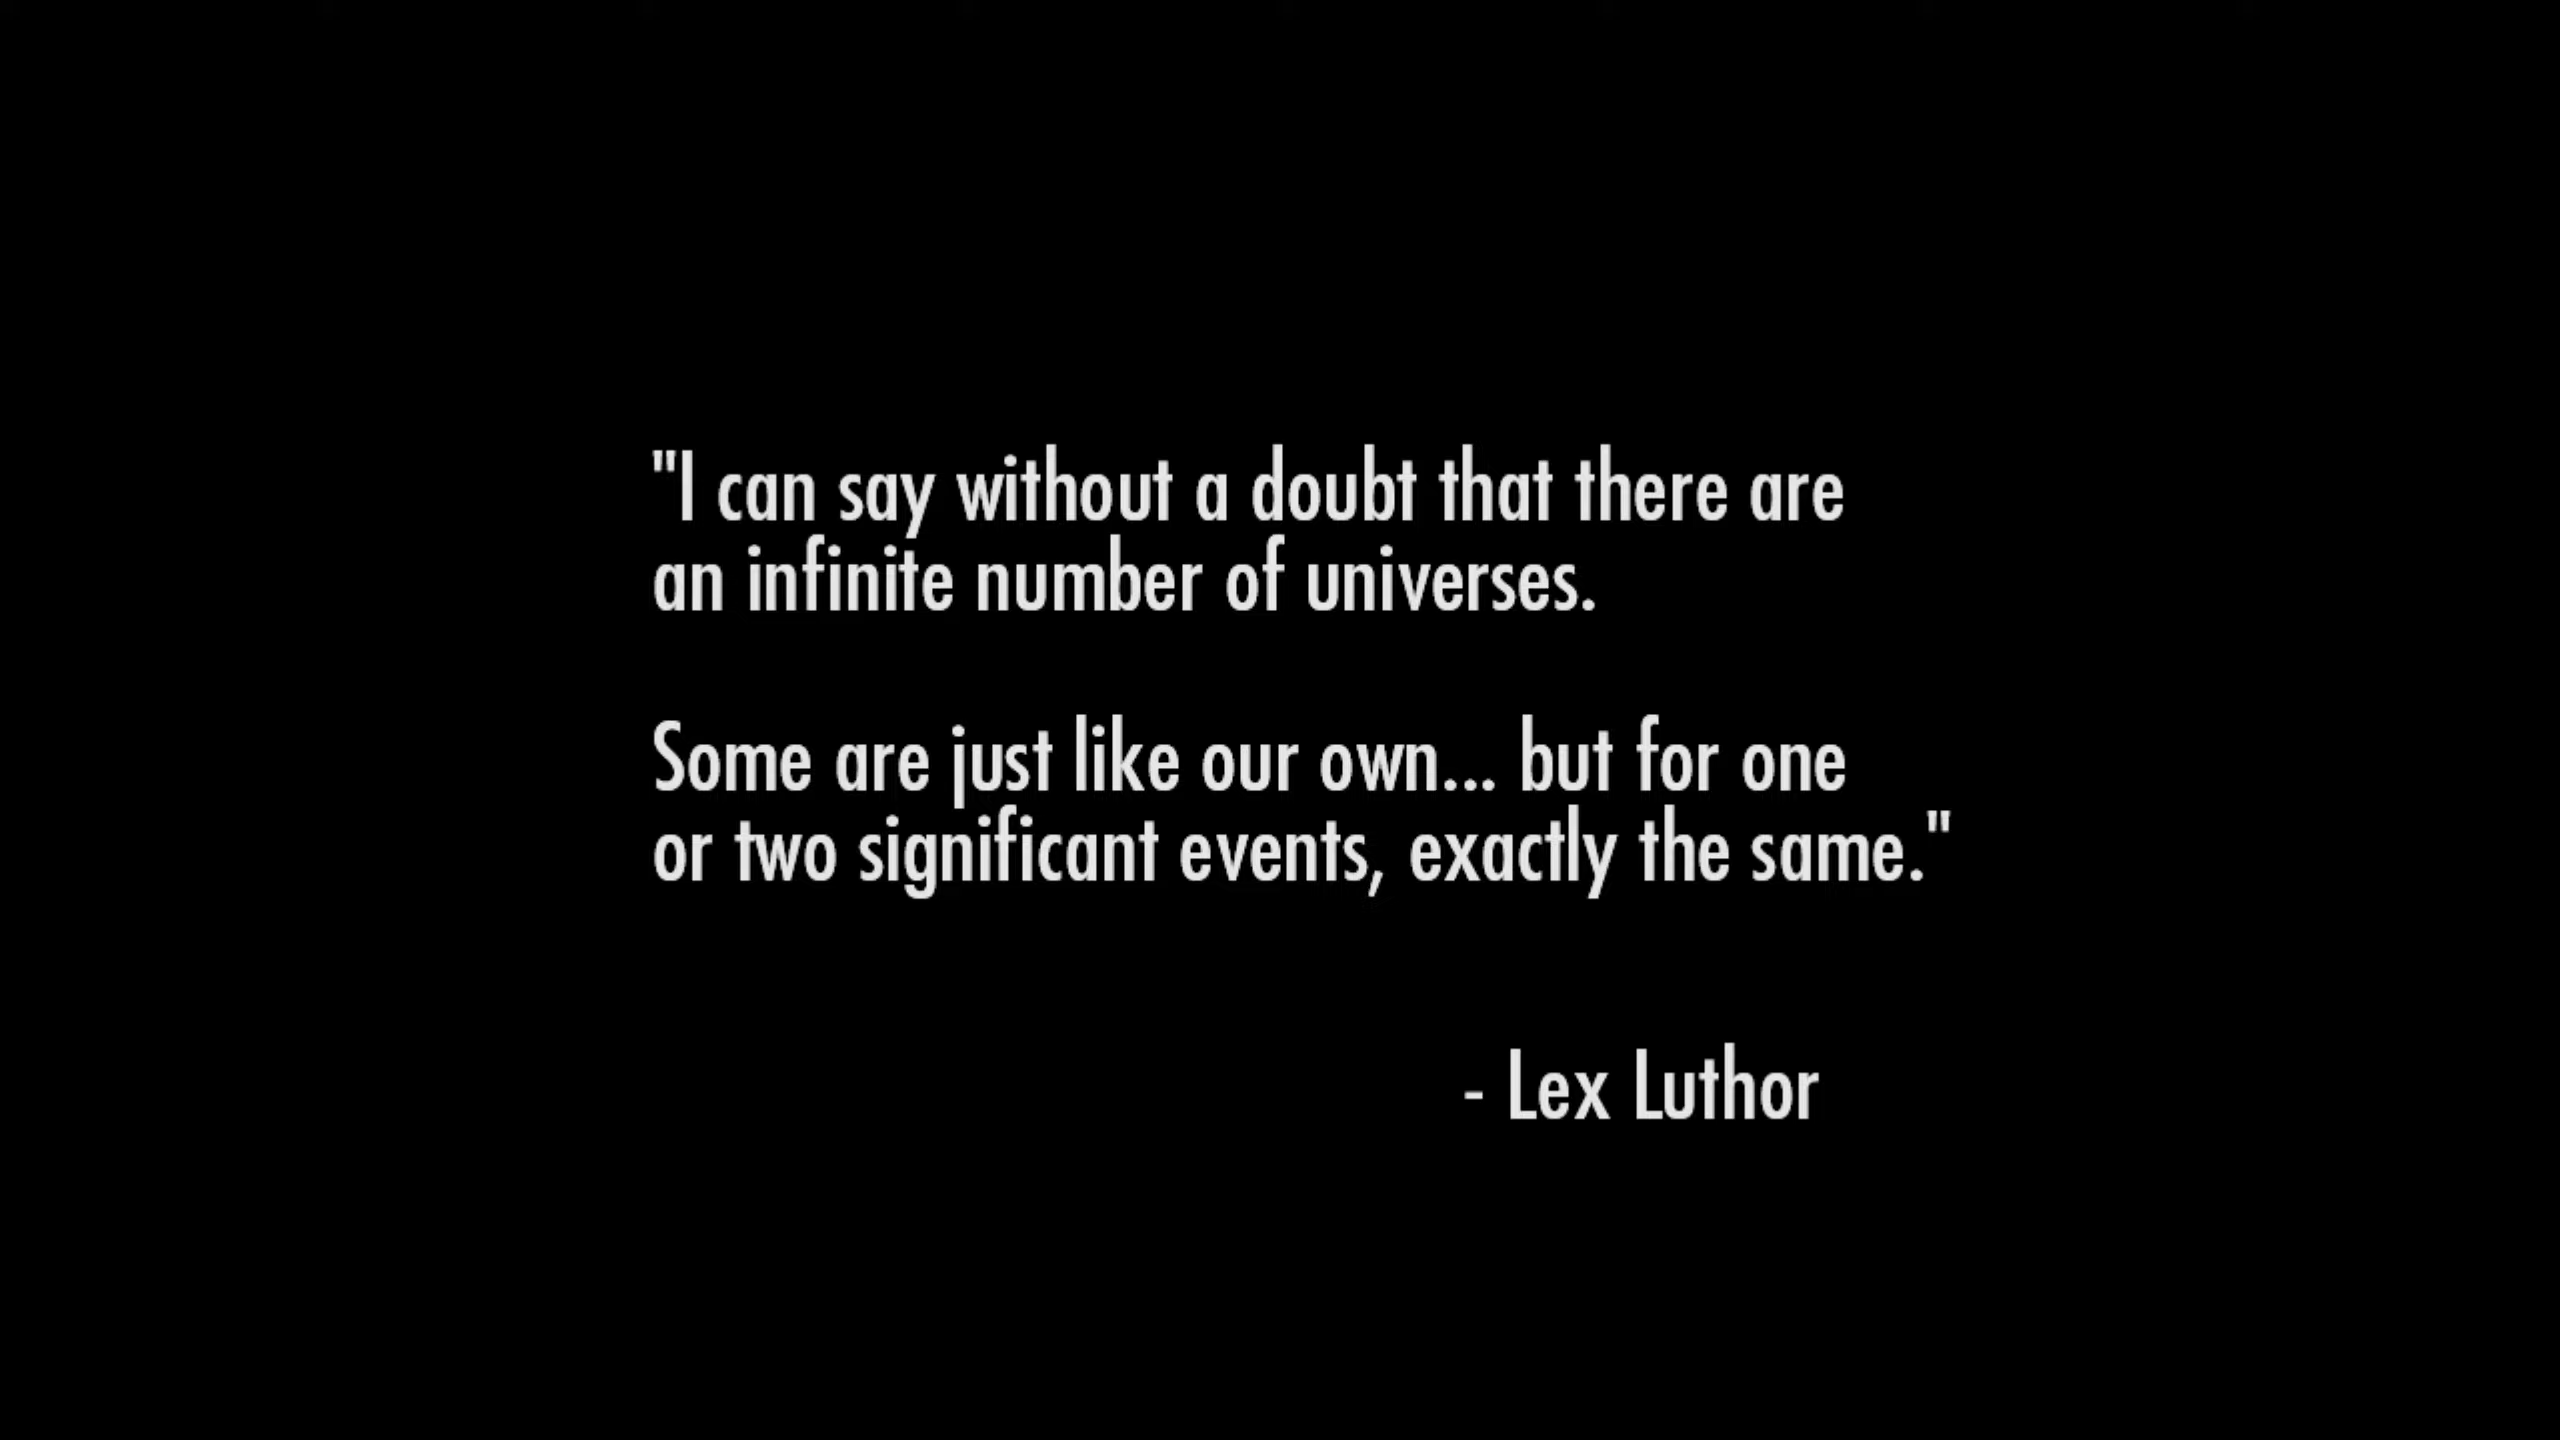 "I can say without a doubt that there are
an infinite number of universes.
Some are just like our own... but for one
or two significant events, exactly the same."
- Lex Luthor